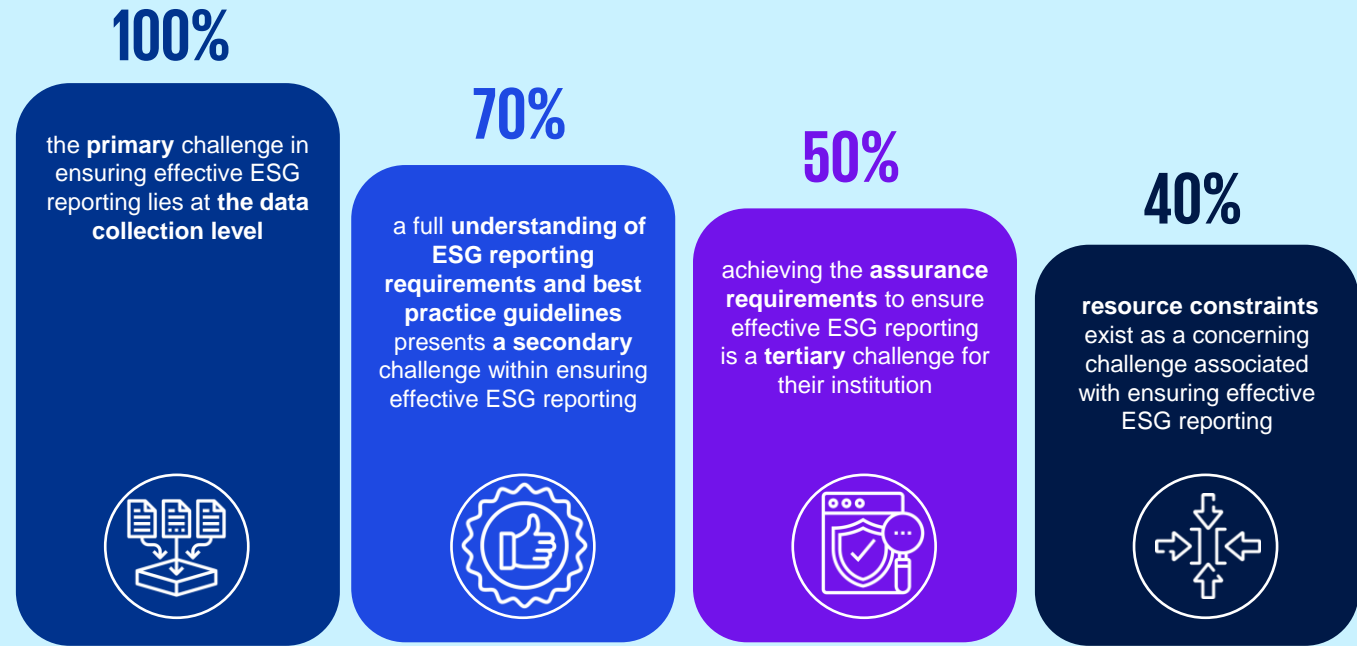 100%
the primary challenge in
ensuring effective ESG
reporting lies at the data
collection level
70%
a full understanding of
ESG reporting
requirements and best
practice guidelines
presents a secondary
challenge within ensuring
effective ESG reporting
50%
achieving the assurance
requirements to ensure
effective ESG reporting
is a tertiary challenge for
their institution
40%
resource constraints
exist as a concerning
challenge associated
with ensuring effective
ESG reporting